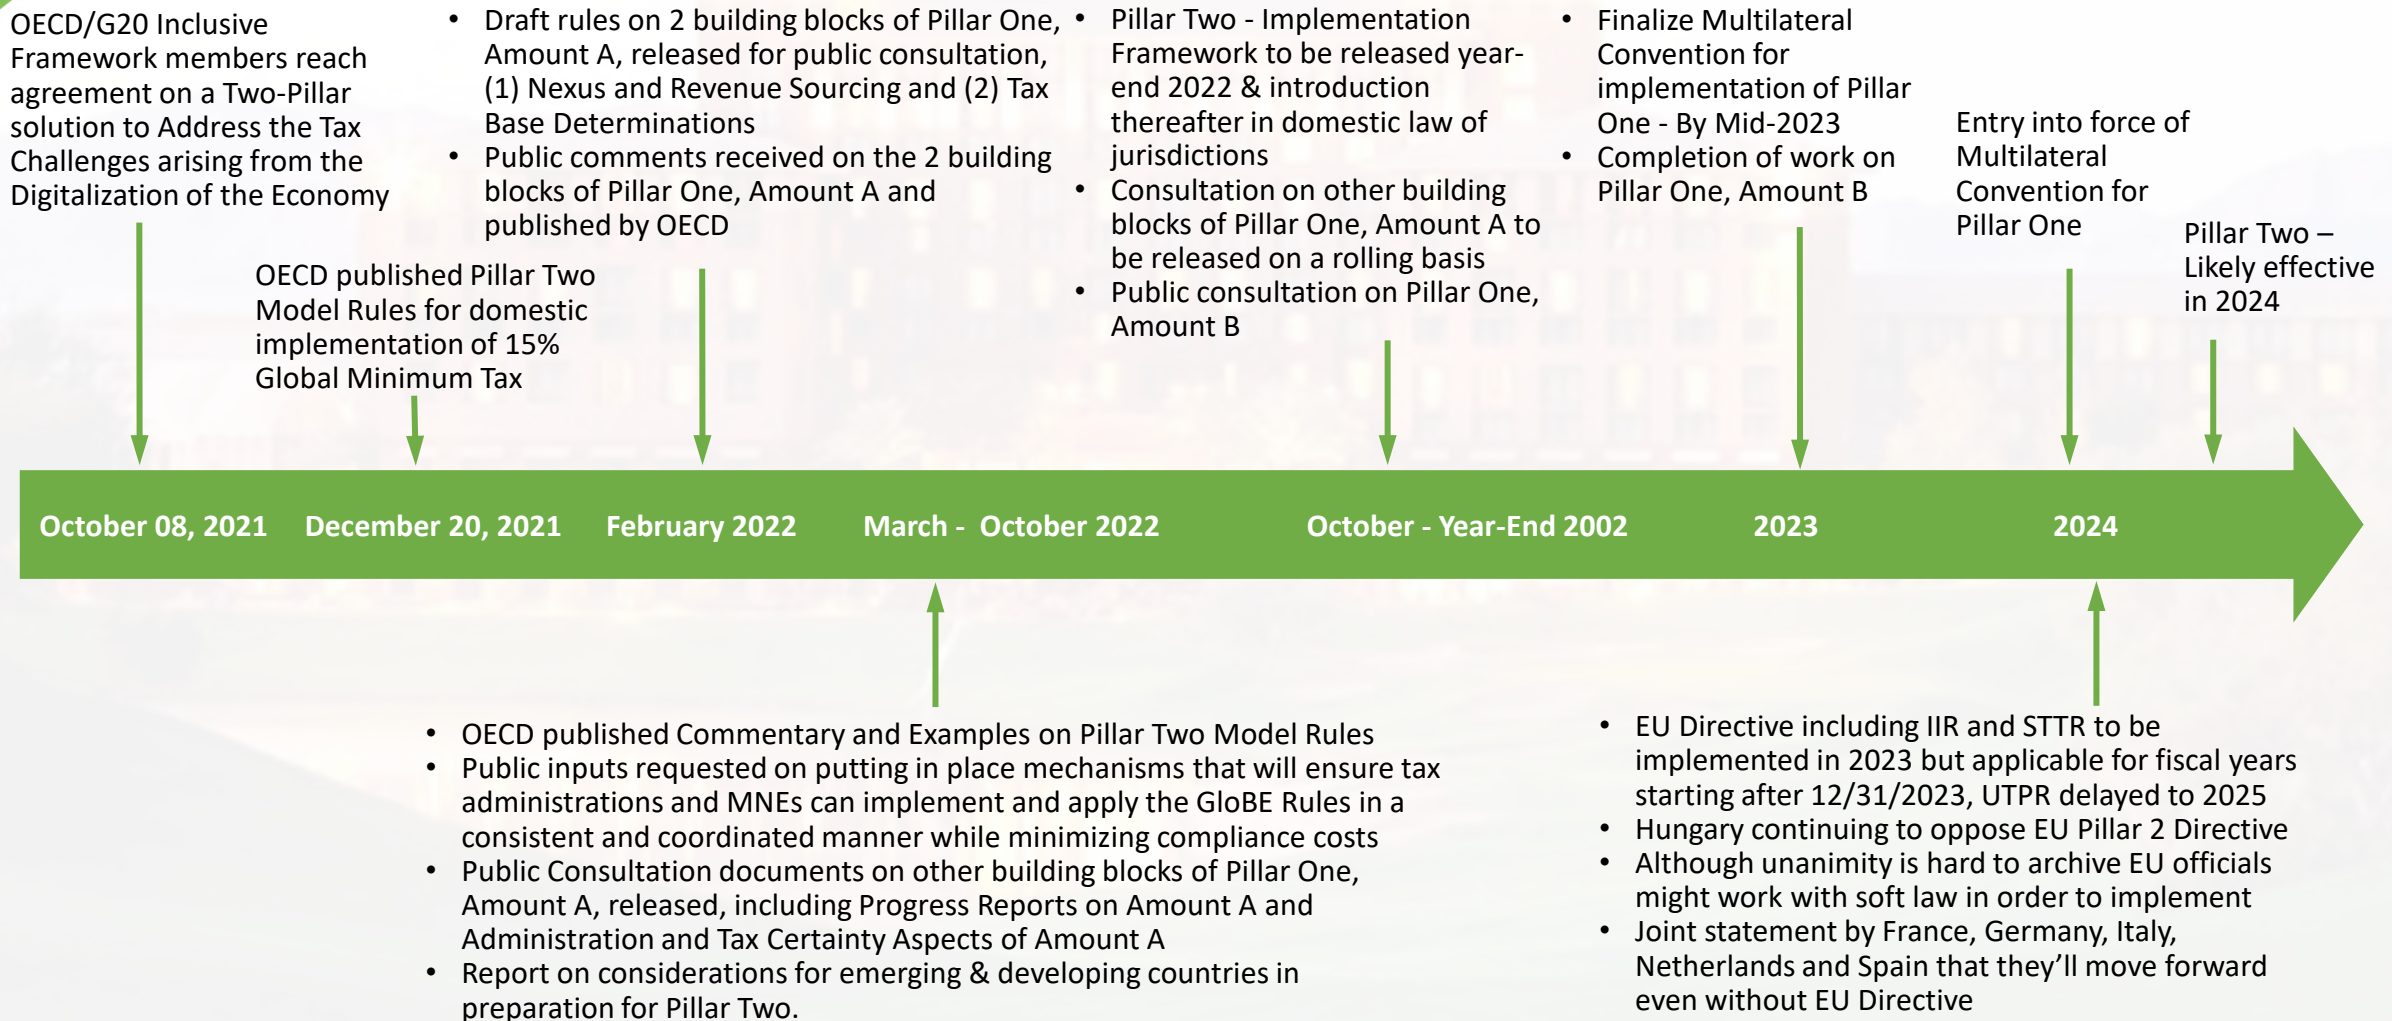 OECD/G20 Inclusive
Framework members reach
agreement on a Two-Pillar
solution to Address the Tax
Challenges arising from the
Digitalization of the Economy
OECD published Pillar Two
Model Rules for domestic
implementation of 15%
Global Minimum Tax
• Draft rules on 2 building blocks of Pillar One,
Amount A, released for public consultation,
(1) Nexus and Revenue Sourcing and (2) Tax
Base Determinations
• Public comments received on the 2 building
blocks of Pillar One, Amount A and
published by OECD
• Pillar Two - Implementation
Framework to be released year-
end 2022 & introduction
thereafter in domestic law of
jurisdictions
• Consultation on other building
blocks of Pillar One, Amount A to
be released on a rolling basis
• Public consultation on Pillar One,
Amount B
• Finalize Multilateral
Convention for
implementation of Pillar
One - By Mid-2023
• Completion of work on
Pillar One, Amount B
Entry into force of
Multilateral
Convention for
Pillar One
Pillar Two –
Likely effective
in 2024
October 08, 2021
December 20, 2021
February 2022
March - October 2022
October - Year-End 2002
2023
2024
• OECD published Commentary and Examples on Pillar Two Model Rules
• Public inputs requested on putting in place mechanisms that will ensure tax
administrations and MNEs can implement and apply the GloBE Rules in a
consistent and coordinated manner while minimizing compliance costs
• Public Consultation documents on other building blocks of Pillar One,
Amount A, released, including Progress Reports on Amount A and
Administration and Tax Certainty Aspects of Amount A
• Report on considerations for emerging & developing countries in
preparation for Pillar Two.
• EU Directive including IIR and STTR to be
implemented in 2023 but applicable for fiscal years
starting after 12/31/2023, UTPR delayed to 2025
• Hungary continuing to oppose EU Pillar 2 Directive
• Although unanimity is hard to archive EU officials
might work with soft law in order to implement
• Joint statement by France, Germany, Italy,
Netherlands and Spain that they’ll move forward
even without EU Directive